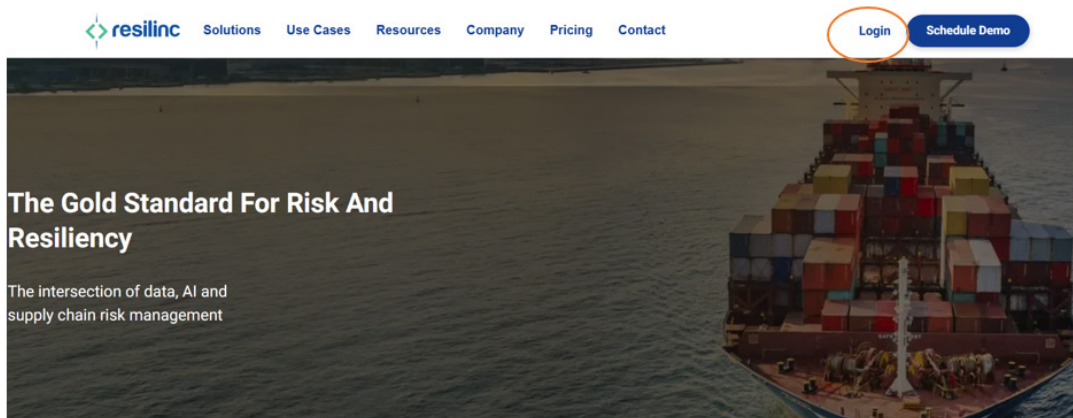 resilinc
Solutions
Use Cases
Resources
Company
Pricing
Contact
Login
Schedule Demo
The Gold Standard For Risk And
Resiliency
The intersection of data, AI and
supply chain risk management